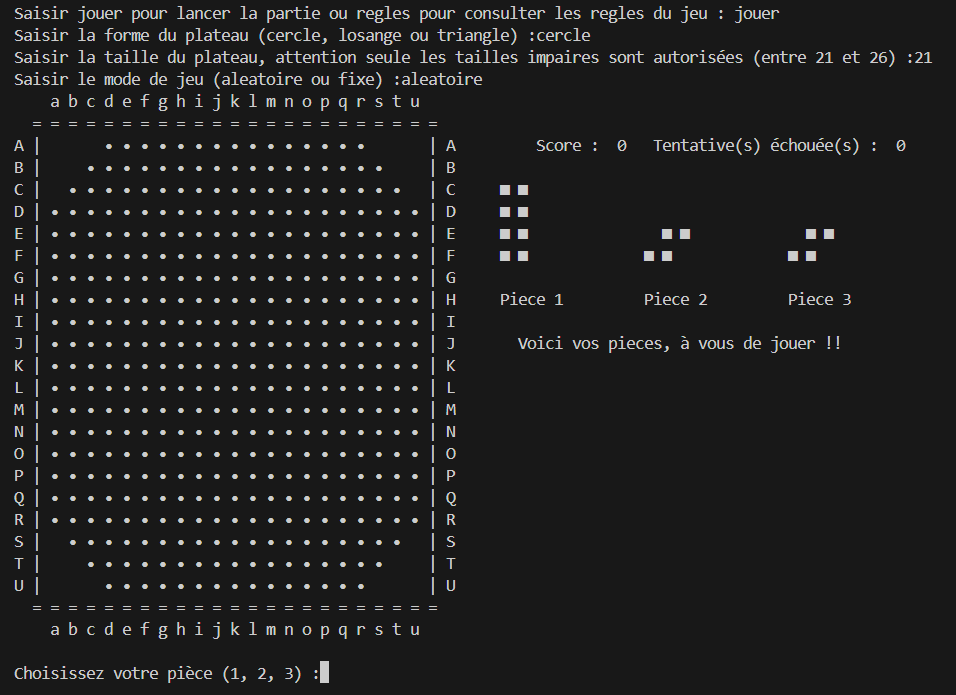 Saisir jouer pour lancer la partie ou regles pour consulter les regles du jeu : jouer
Saisir la forme du plateau (cercle, losange ou triangle) :cercle
Saisir la taille du plateau, attention seule les tailles impaires sont autorisées (entre 21 et 26) :21
Saisir le mode de jeu (aleatoire ou fixe) :aleatoire
a b c d e f g h i j k l m n o p q r s t u
= = = = = = = = = = = = = = = = = = = = = = =
A | • • • • • • • • • • • • • • • | A Score : 0 Tentative(s) échouée(s) : 0
B | • • • • • • • • • • • • • • • • • | B
C | • • • • • • • • • • • • • • • • • • • | C ■ ■
D | • • • • • • • • • • • • • • • • • • • • • | D ■ ■
E | • • • • • • • • • • • • • • • • • • • • • | E ■ ■ ■ ■ ■ ■
F | • • • • • • • • • • • • • • • • • • • • • | F ■ ■ ■ ■ ■ ■
G | • • • • • • • • • • • • • • • • • • • • • | G
H | • • • • • • • • • • • • • • • • • • • • • | H Piece 1 Piece 2 Piece 3
I | • • • • • • • • • • • • • • • • • • • • • | I
J | • • • • • • • • • • • • • • • • • • • • • | J Voici vos pieces, à vous de jouer !!
K | • • • • • • • • • • • • • • • • • • • • • | K
L | • • • • • • • • • • • • • • • • • • • • • | L
M | • • • • • • • • • • • • • • • • • • • • • | M
N | • • • • • • • • • • • • • • • • • • • • • | N
O | • • • • • • • • • • • • • • • • • • • • • | O
P | • • • • • • • • • • • • • • • • • • • • • | P
Q | • • • • • • • • • • • • • • • • • • • • • | Q
R | • • • • • • • • • • • • • • • • • • • • • | R
S | • • • • • • • • • • • • • • • • • • • | S
T | • • • • • • • • • • • • • • • • • | T
U | • • • • • • • • • • • • • • • | U
= = = = = = = = = = = = = = = = = = = = = = =
a b c d e f g h i j k l m n o p q r s t u
Choisissez votre pièce (1, 2, 3) :